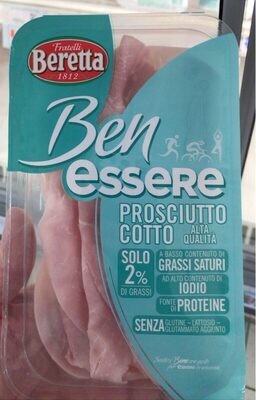 Fratelli
Beretta
1812
Ben
essere
PROSCIUTTO
COTTO ALTA QUALITÀ
SOLO
2%
DI GRASSI
A BASSO CONTENUTO DI
GRASSI SATURI
AD ALTO CONTENUTO DI
IODIO
FONTE DI PROTEINE
SENZA GLUTINE - LATTOSIO -
GLUTAMMATO AGGIUNTO